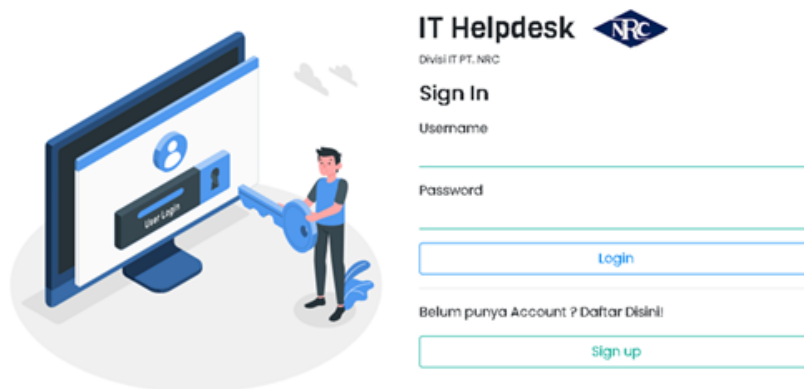 IT Helpdesk NRC
Divisi IT PT. NRC
Sign In
Username
Password
Login
Belum punya Account ? Daftar Disini!
Sign up
User Login